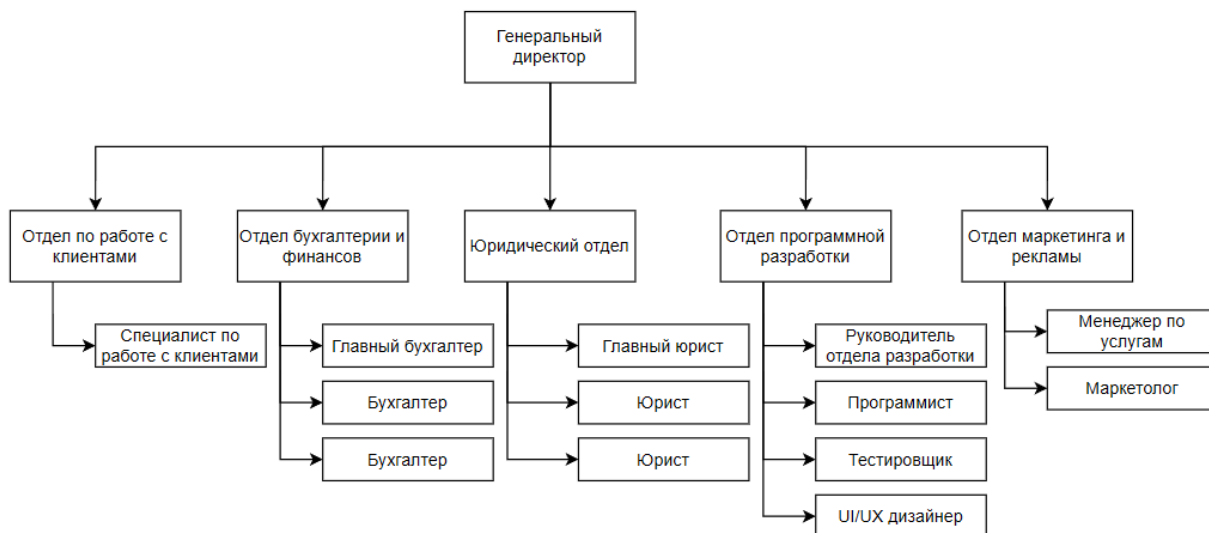 Генеральный
директор
Отдел по работе с
клиентами
Отдел бухгалтерии и
финансов
Юридический отдел
Отдел программной
разработки
Отдел маркетинга и
рекламы
Специалист по
работе с клиентами
Главный бухгалтер
Бухгалтер
Бухгалтер
Главный юрист
Юрист
Юрист
Руководитель
отдела разработки
Программист
Тестировщик
UI/UX дизайнер
Менеджер по
услугам
Маркетолог